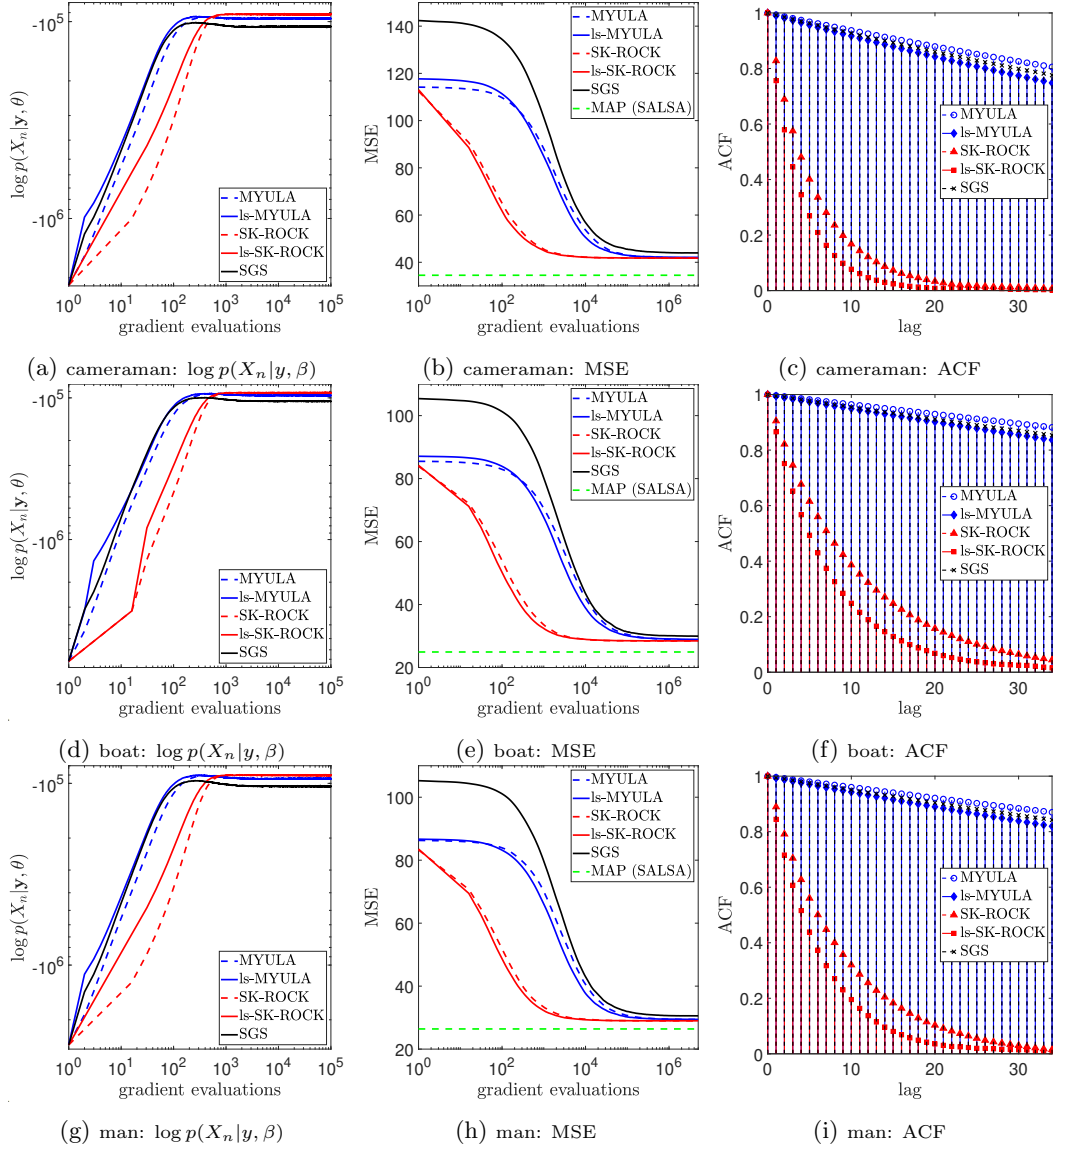 -10^5
-10^6
log p(X_n|y, θ)
MYULA
ls-MYULA
SK-ROCK
ls-SK-ROCK
SGS
10^0 10^1 10^2 10^3 10^4 10^5
gradient evaluations
(a) cameraman: log p(X_n|y, β)
140
120
100
80
60
40
MSE
MYULA
ls-MYULA
SK-ROCK
ls-SK-ROCK
SGS
MAP (SALSA)
10^0 10^2 10^4 10^6
gradient evaluations
(b) cameraman: MSE
1
0.8
0.6
0.4
0.2
0
ACF
MYULA
ls-MYULA
SK-ROCK
ls-SK-ROCK
SGS
0 10 20 30
lag
(c) cameraman: ACF
-10^5
-10^6
log p(X_n|y, θ)
MYULA
ls-MYULA
SK-ROCK
ls-SK-ROCK
SGS
10^0 10^1 10^2 10^3 10^4 10^5
gradient evaluations
(d) boat: log p(X_n|y, β)
100
80
60
40
20
MSE
MYULA
ls-MYULA
SK-ROCK
ls-SK-ROCK
SGS
MAP (SALSA)
10^0 10^2 10^4 10^6
gradient evaluations
(e) boat: MSE
1
0.8
0.6
0.4
0.2
0
ACF
MYULA
ls-MYULA
SK-ROCK
ls-SK-ROCK
SGS
0 10 20 30
lag
(f) boat: ACF
-10^5
-10^6
log p(X_n|y, θ)
MYULA
ls-MYULA
SK-ROCK
ls-SK-ROCK
SGS
10^0 10^1 10^2 10^3 10^4 10^5
gradient evaluations
(g) man: log p(X_n|y, β)
100
80
60
40
20
MSE
MYULA
ls-MYULA
SK-ROCK
ls-SK-ROCK
SGS
MAP (SALSA)
10^0 10^2 10^4 10^6
gradient evaluations
(h) man: MSE
1
0.8
0.6
0.4
0.2
0
ACF
MYULA
ls-MYULA
SK-ROCK
ls-SK-ROCK
SGS
0 10 20 30
lag
(i) man: ACF